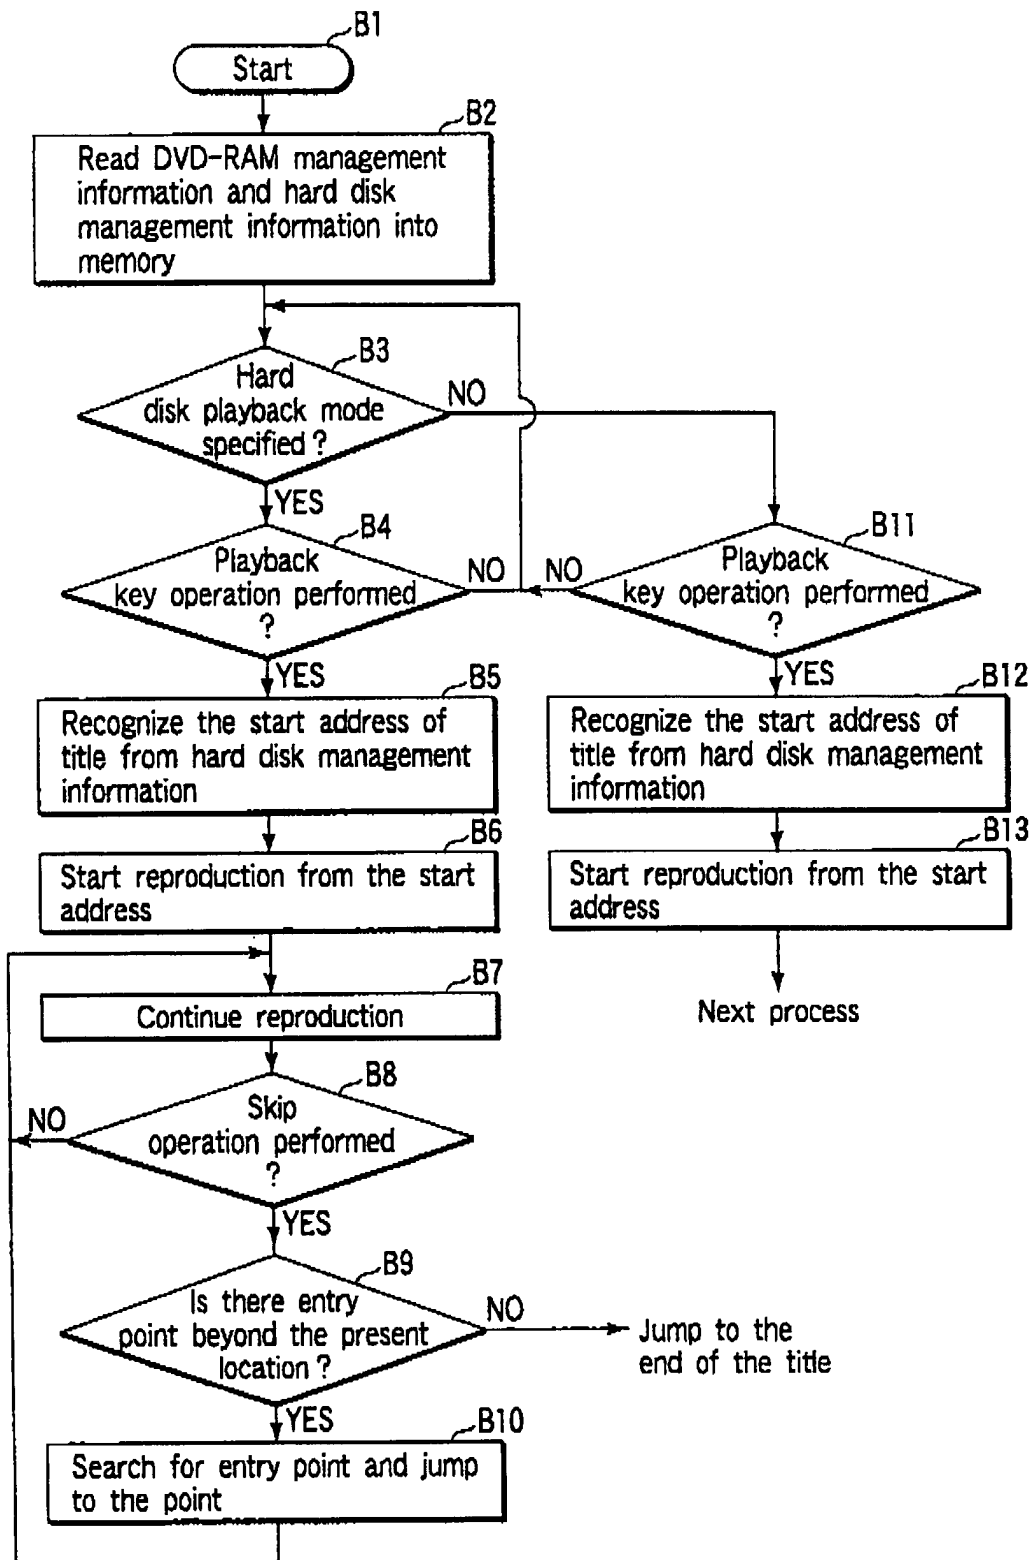 B1
Start
B2
Read DVD-RAM management
information and hard disk
management information into
memory
B3
Hard
disk playback mode
specified ?
NO
YES
B4
Playback
key operation performed
?
NO
NO
B11
Playback
key operation performed
?
YES
YES
B5
Recognize the start address of
title from hard disk management
information
B12
Recognize the start address of
title from hard disk management
information
B6
Start reproduction from the start
address
B13
Start reproduction from the start
address
B7
Continue reproduction
Next process
B8
Skip
operation performed
?
NO
YES
B9
Is there entry
point beyond the present
location ?
NO
Jump to the
end of the title
YES
B10
Search for entry point and jump
to the point